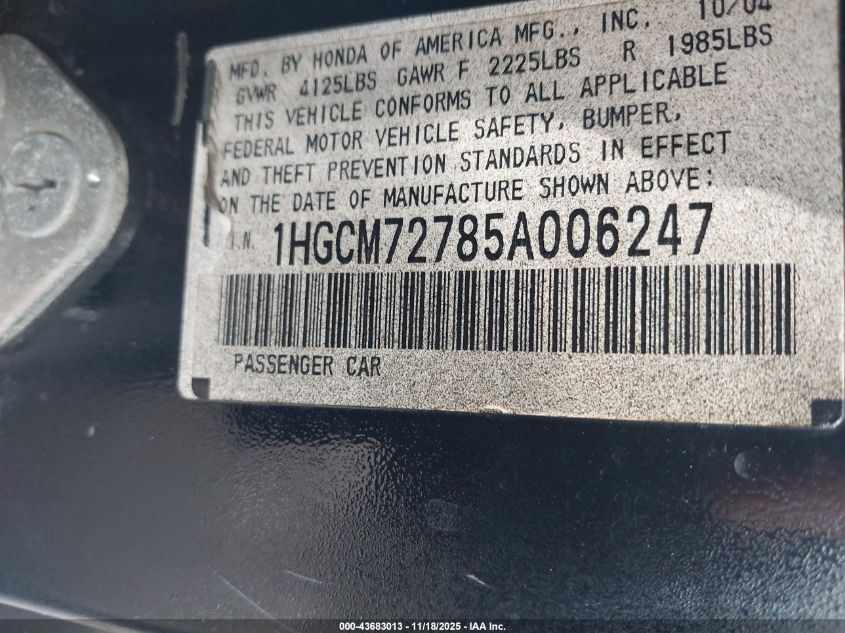 MFD. BY HONDA OF AMERICA MFG., INC. 10/04
GVWR 4125LBS GAWR F 2225LBS R 1985LBS
THIS VEHICLE CONFORMS TO ALL APPLICABLE
FEDERAL MOTOR VEHICLE SAFETY, BUMPER,
AND THEFT PREVENTION STANDARDS IN EFFECT
ON THE DATE OF MANUFACTURE SHOWN ABOVE:
V.I.N. 1HGCM72785A006247
PASSENGER CAR
000-43683013 - 11/18/2025 - IAA Inc.